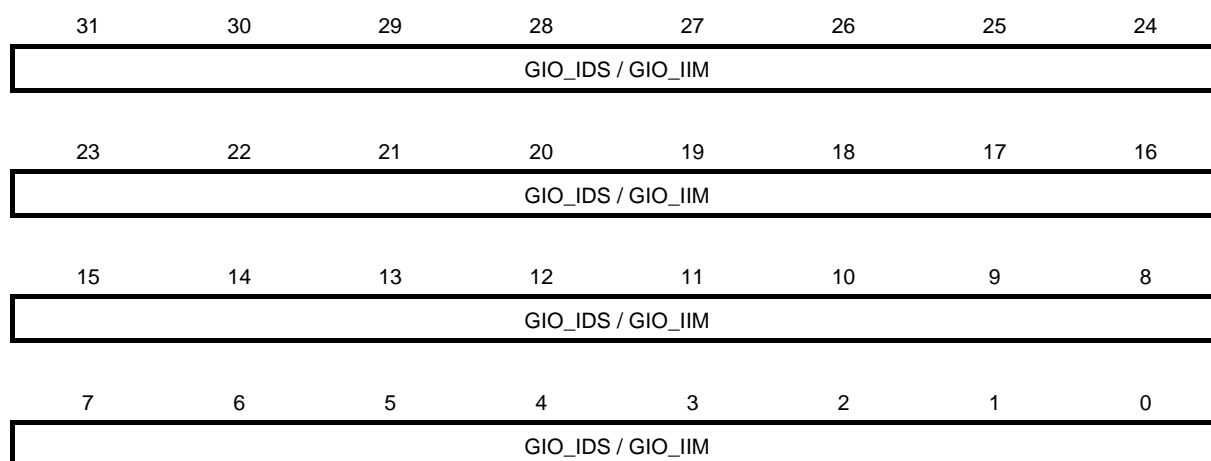 31 30 29 28 27 26 25 24
GIO_IDS / GIO_IIM
23 22 21 20 19 18 17 16
GIO_IDS / GIO_IIM
15 14 13 12 11 10 9 8
GIO_IDS / GIO_IIM
7 6 5 4 3 2 1 0
GIO_IDS / GIO_IIM